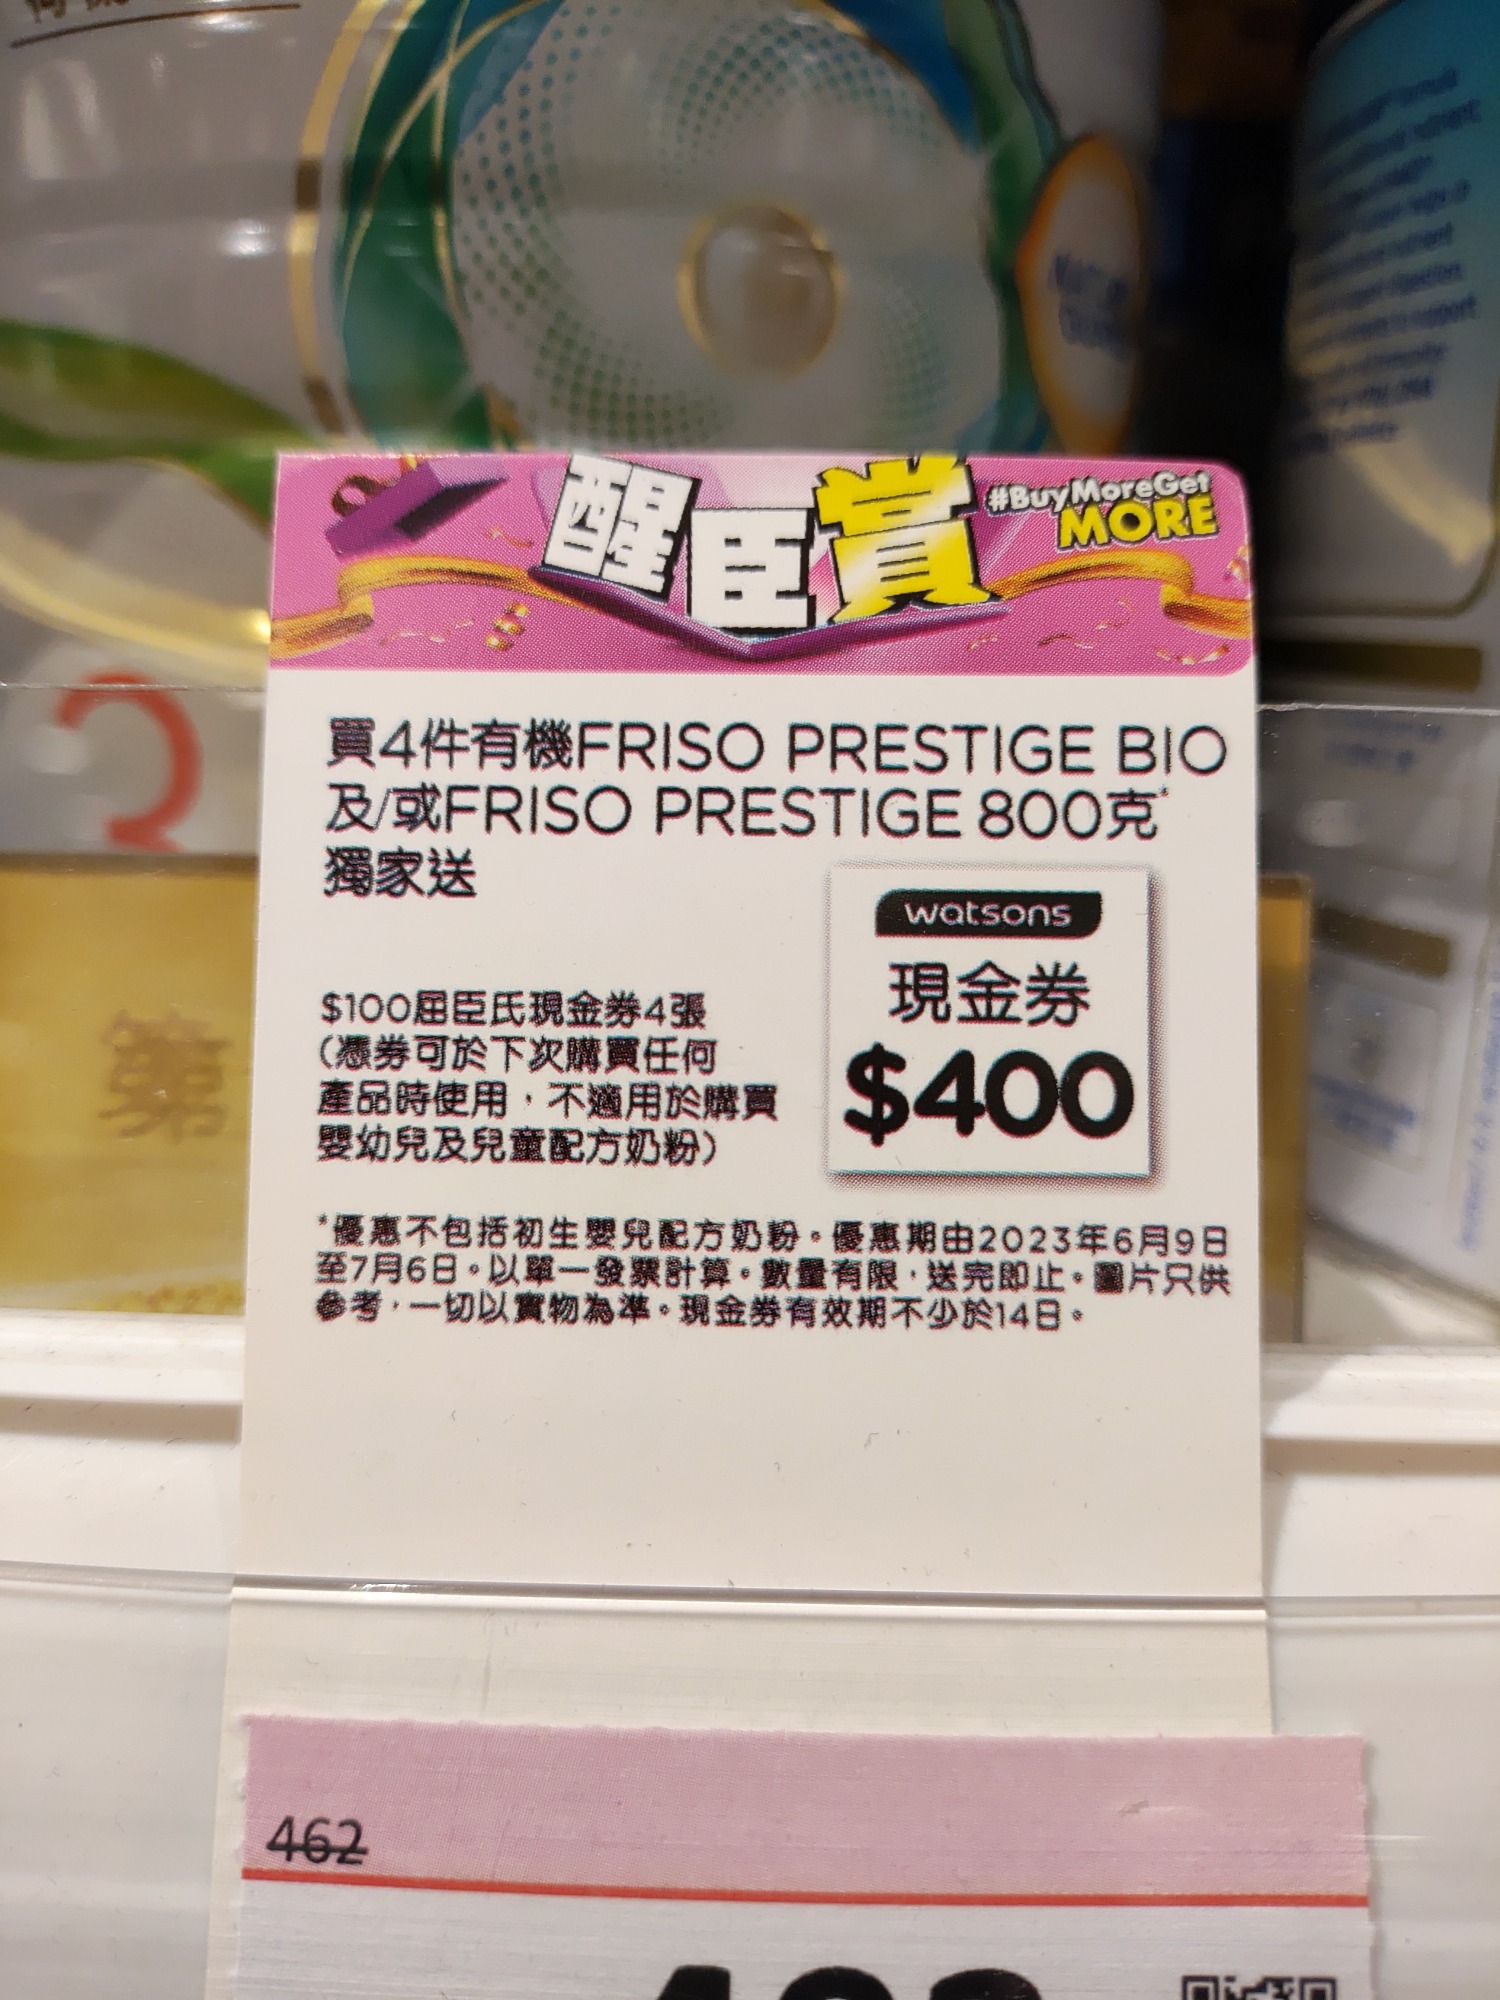 醒臣賞
#BuyMoreGet
MORE
買4件有機FRISO PRESTIGE BIO
及/或FRISO PRESTIGE 800克*
獨家送
watsons
現金券
$400
$100屈臣氏現金券4張
(憑券可於下次購買任何
產品時使用，不適用於購買
嬰幼兒及兒童配方奶粉)
*優惠不包括初生嬰兒配方奶粉。優惠期由2023年6月9日
至7月6日。以單一發票計算。數量有限，送完即止。圖片只供
參考，一切以實物為準。現金券有效期不少於14日。
3
第
462